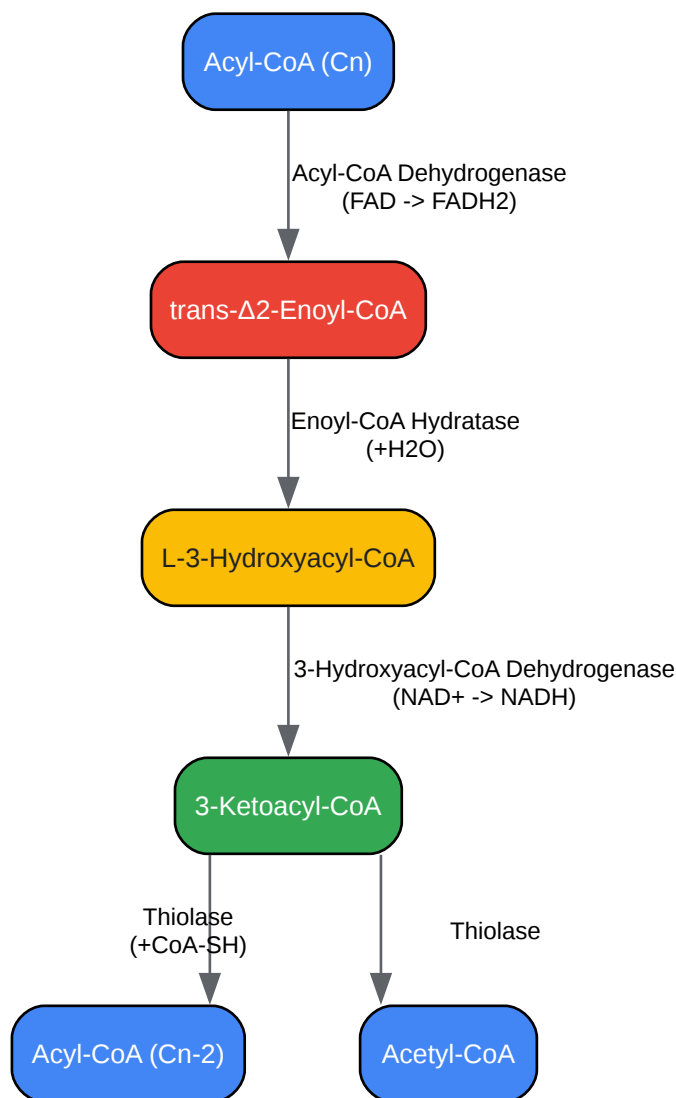 Acyl-CoA (Cn)
Acyl-CoA Dehydrogenase
(FAD -> FADH2)
trans-Δ2-Enoyl-CoA
Enoyl-CoA Hydratase
(+H2O)
L-3-Hydroxyacyl-CoA
3-Hydroxyacyl-CoA Dehydrogenase
(NAD+ -> NADH)
3-Ketoacyl-CoA
Thiolase
(+CoA-SH)
Thiolase
Acyl-CoA (Cn-2)
Acetyl-CoA